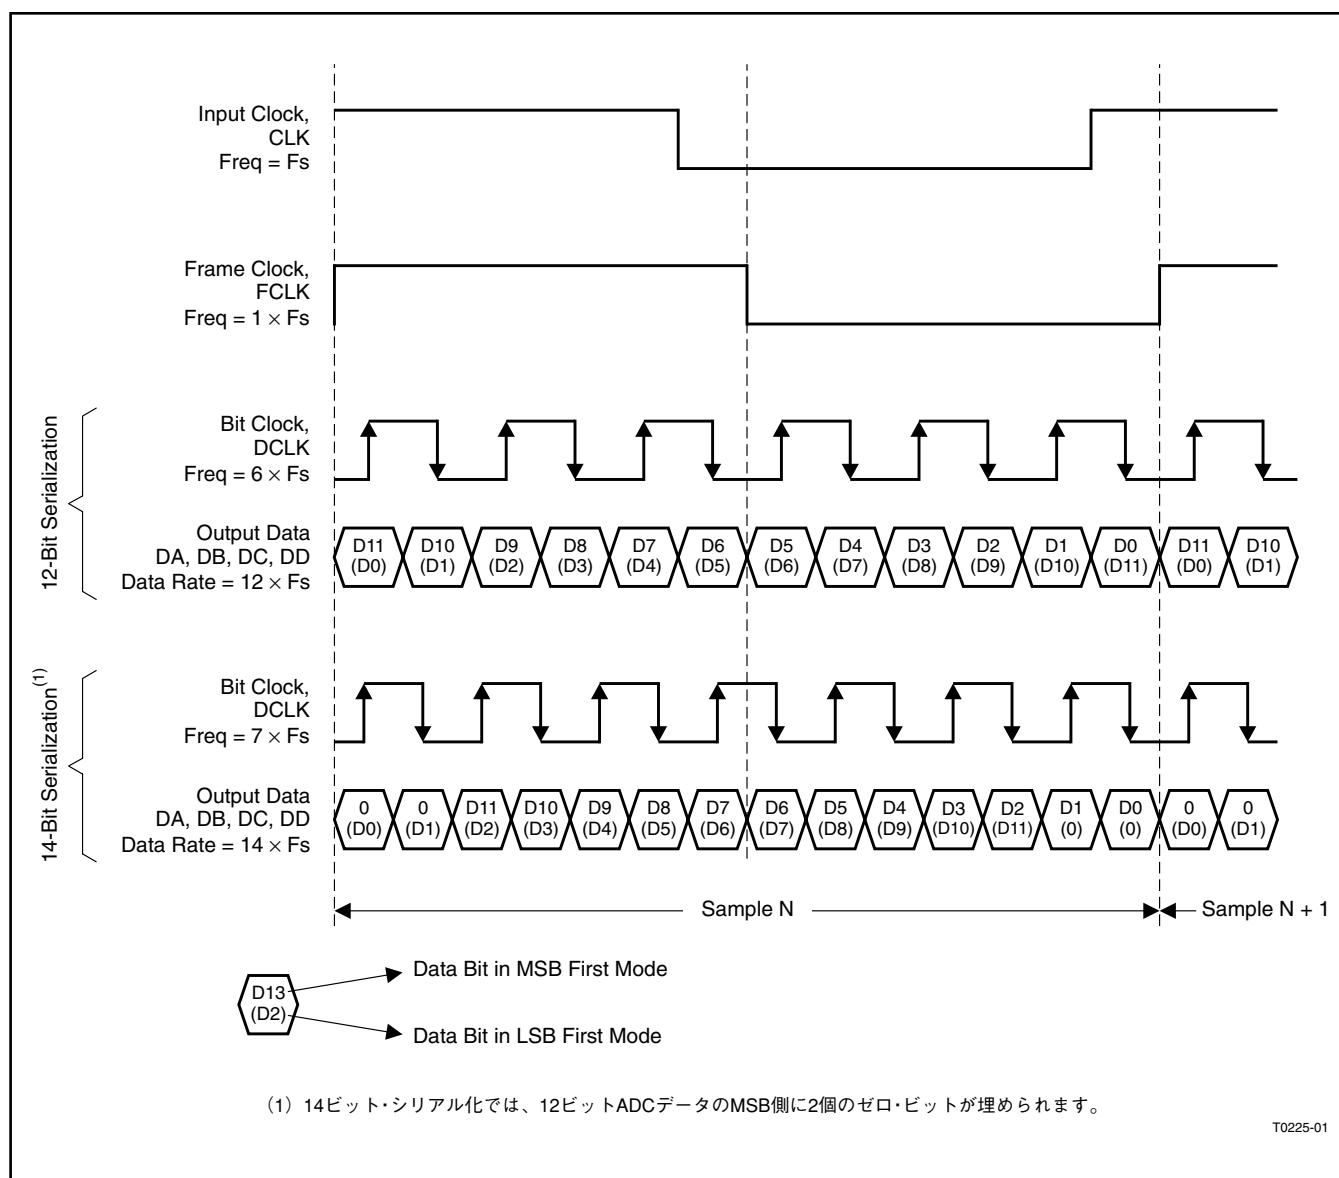 Input Clock,
CLK
Freq = Fs
Frame Clock,
FCLK
Freq = 1 × Fs
12-Bit Serialization
Bit Clock,
DCLK
Freq = 6 × Fs
Output Data
DA, DB, DC, DD
Data Rate = 12 × Fs
D11 D10 D9 D8 D7 D6 D5 D4 D3 D2 D1 D0 D11 D10
(D0) (D1) (D2) (D3) (D4) (D5) (D6) (D7) (D8) (D9) (D10) (D11) (D0) (D1)
14-Bit Serialization(1)
Bit Clock,
DCLK
Freq = 7 × Fs
Output Data
DA, DB, DC, DD
Data Rate = 14 × Fs
0 0 D11 D10 D9 D8 D7 D6 D5 D4 D3 D2 D1 D0 0 0
(D0) (D1) (D2) (D3) (D4) (D5) (D6) (D7) (D8) (D9) (D10) (D11) (0) (0) (D0) (D1)
Sample N
Sample N + 1
D13
(D2)
Data Bit in MSB First Mode
Data Bit in LSB First Mode
(1) 14ビット・シリアル化では、12ビットADCデータのMSB側に2個のゼロ・ビットが埋められます。
T0225-01